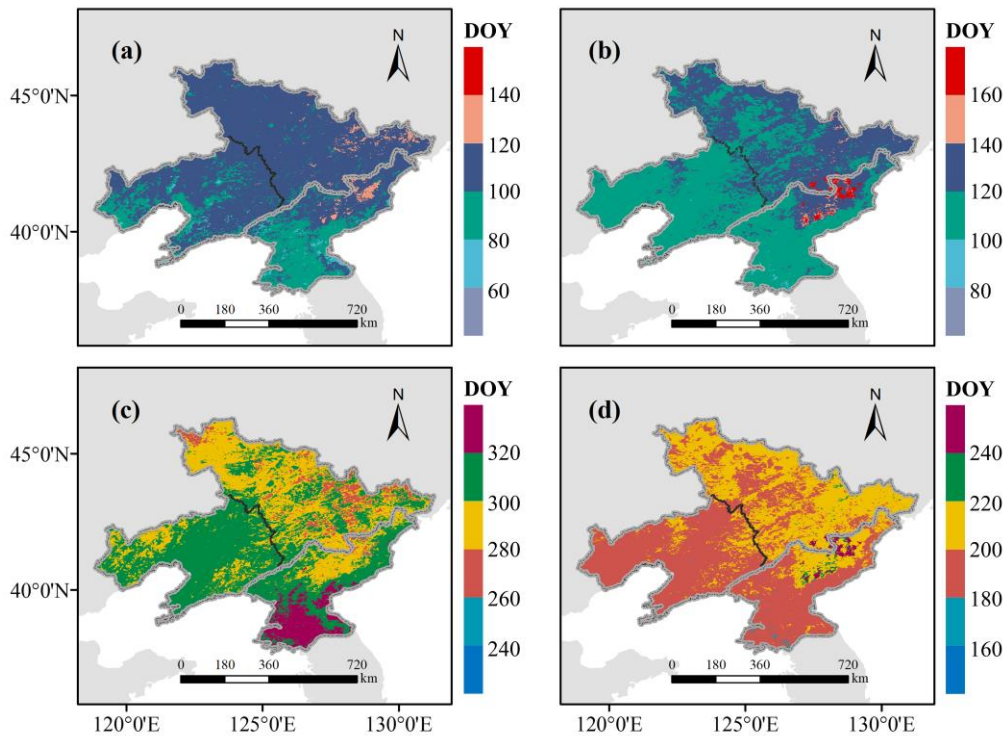 (a)
N
DOY
140
120
100
80
60
45°0'N
40°0'N
0 180 360 720
km
(b)
N
DOY
160
140
120
100
80
0 180 360 720
km
(c)
N
DOY
320
300
280
260
240
45°0'N
40°0'N
0 180 360 720
km
120°0'E 125°0'E 130°0'E
(d)
N
DOY
240
220
200
180
160
0 180 360 720
km
120°0'E 125°0'E 130°0'E